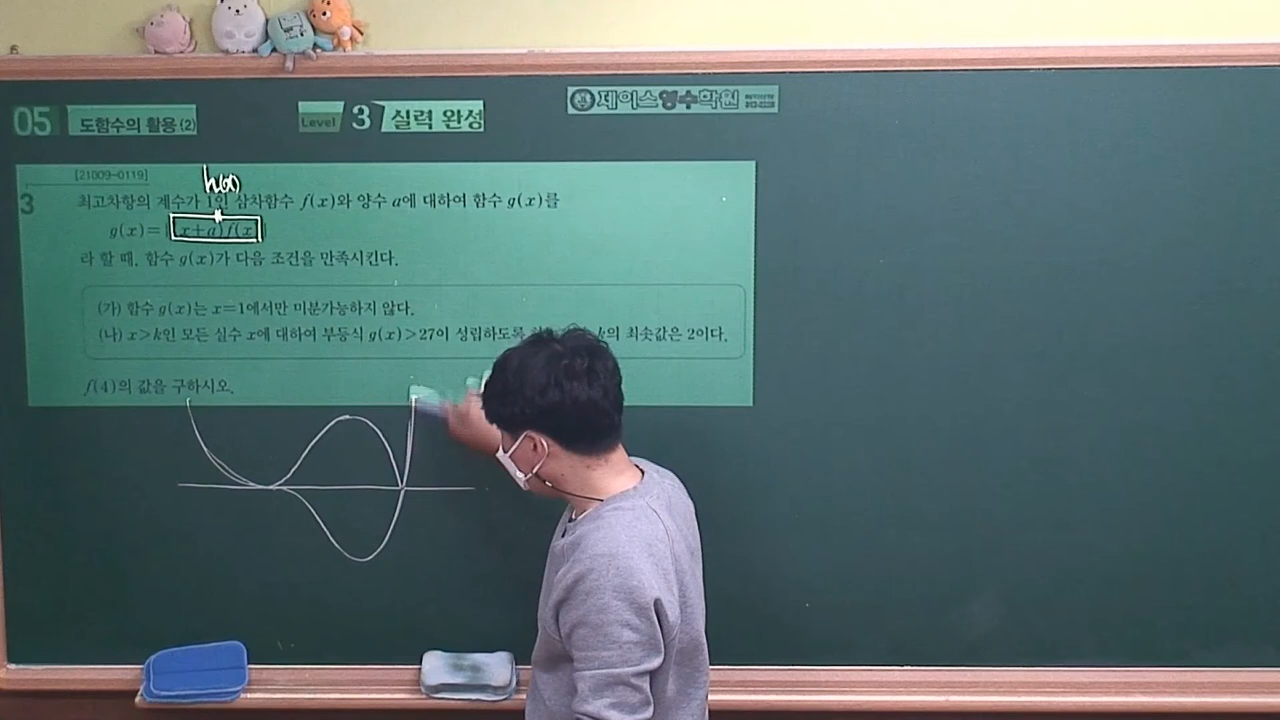 05 도함수의 활용 (2) Level 3 실력 완성 제이스영수학원
[21009-0119]
h(x)
3 최고차항의 계수가 1인 삼차함수 f(x)와 양수 a에 대하여 함수 g(x)를
g(x)=|(x+a)f(x)|
라 할 때, 함수 g(x)가 다음 조건을 만족시킨다.
(가) 함수 g(x)는 x=1에서만 미분가능하지 않다.
(나) x>k인 모든 실수 x에 대하여 부등식 g(x)>27이 성립하도록 k의 최솟값은 2이다.
f(4)의 값을 구하시오.